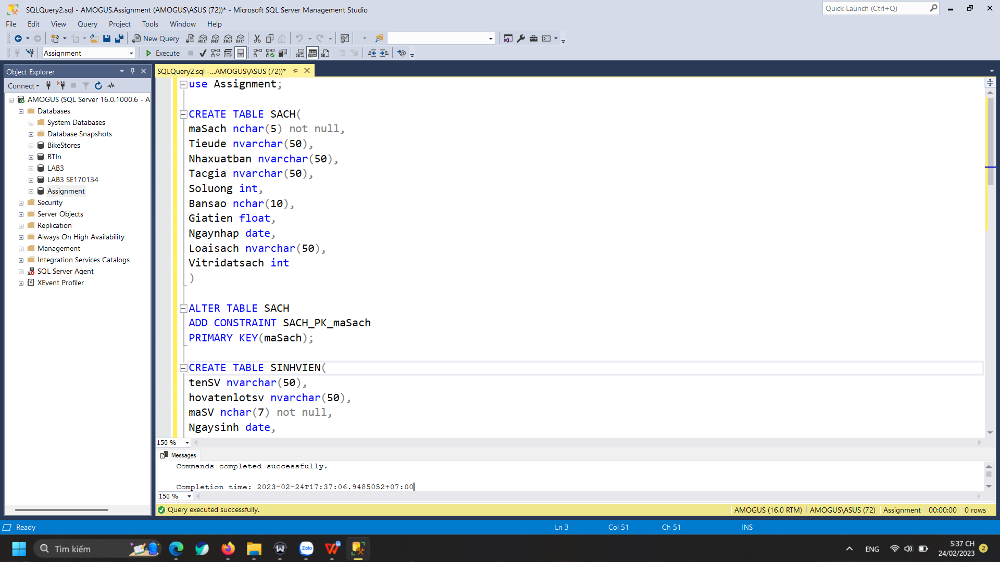 SQLQuery2.sql - AMOGUS.Assignment (AMOGUS\ASUS (72))* - Microsoft SQL Server Management Studio
Quick Launch (Ctrl+Q)
File Edit View Query Project Tools Window Help
New Query MDX DMX XMLA DAX
Assignment Execute
Object Explorer
SQLQuery2.sql -...AMOGUS\ASUS (72))*
Connect
AMOGUS (SQL Server 16.0.1000.6 - A
Databases
System Databases
Database Snapshots
BikeStores
BTIn
LAB3
LAB3 SE170134
Assignment
Security
Server Objects
Replication
Always On High Availability
Management
Integration Services Catalogs
SQL Server Agent
XEvent Profiler
use Assignment;
CREATE TABLE SACH(
maSach nchar(5) not null,
Tieude nvarchar(50),
Nhaxuatban nvarchar(50),
Tacgia nvarchar(50),
Soluong int,
Bansao nchar(10),
Giatien float,
Ngaynhap date,
Loaisach nvarchar(50),
Vitridatsach int
)
ALTER TABLE SACH
ADD CONSTRAINT SACH_PK_maSach
PRIMARY KEY(maSach);
CREATE TABLE SINHVIEN(
tenSV nvarchar(50),
hovatenlotsv nvarchar(50),
maSV nchar(7) not null,
Ngaysinh date,
150 %
Messages
Commands completed successfully.
Completion time: 2023-02-24T17:37:06.9485052+07:00
150 %
Query executed successfully.
AMOGUS (16.0 RTM) AMOGUS\ASUS (72) Assignment 00:00:00 0 rows
Ready Ln 3 Col 51 Ch 51 INS
Tìm kiếm
Zalo
ENG
5:37 CH
24/02/2023
2